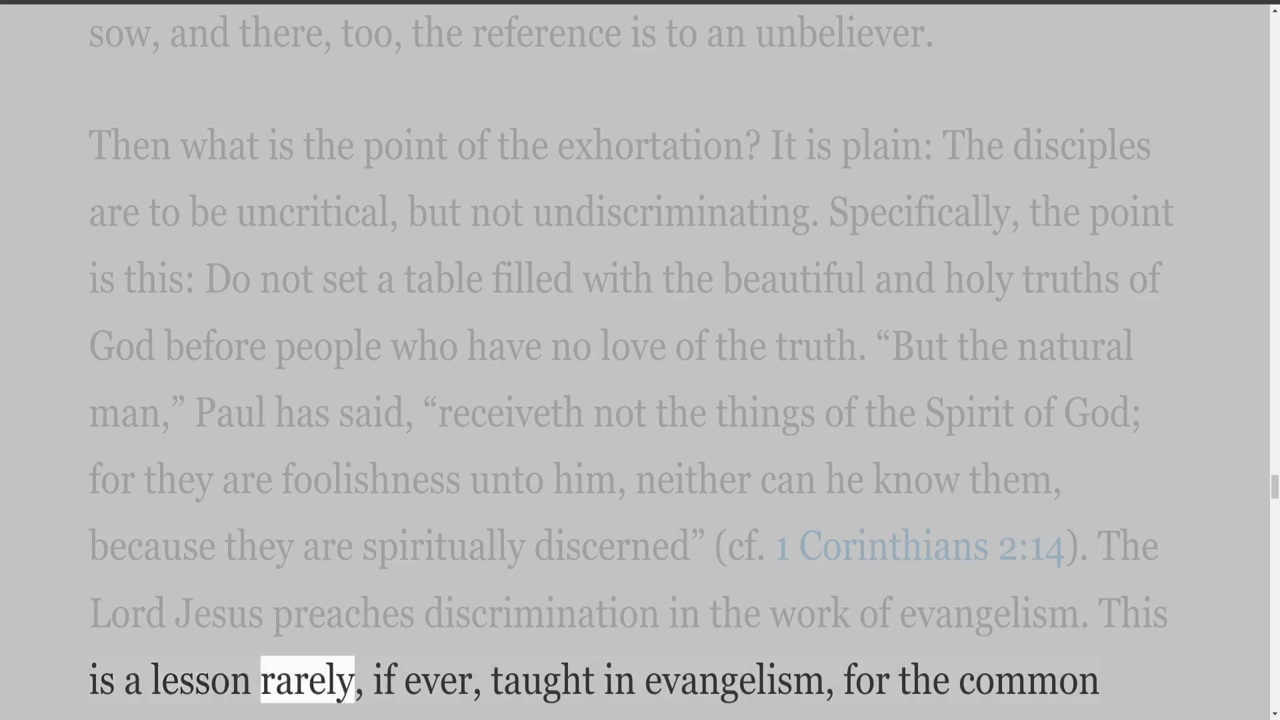 sow, and there, too, the reference is to an unbeliever.
Then what is the point of the exhortation? It is plain: The disciples
are to be uncritical, but not undiscriminating. Specifically, the point
is this: Do not set a table filled with the beautiful and holy truths of
God before people who have no love of the truth. “But the natural
man,” Paul has said, “receiveth not the things of the Spirit of God;
for they are foolishness unto him, neither can he know them,
because they are spiritually discerned” (cf. 1 Corinthians 2:14). The
Lord Jesus preaches discrimination in the work of evangelism. This
is a lesson rarely, if ever, taught in evangelism, for the common